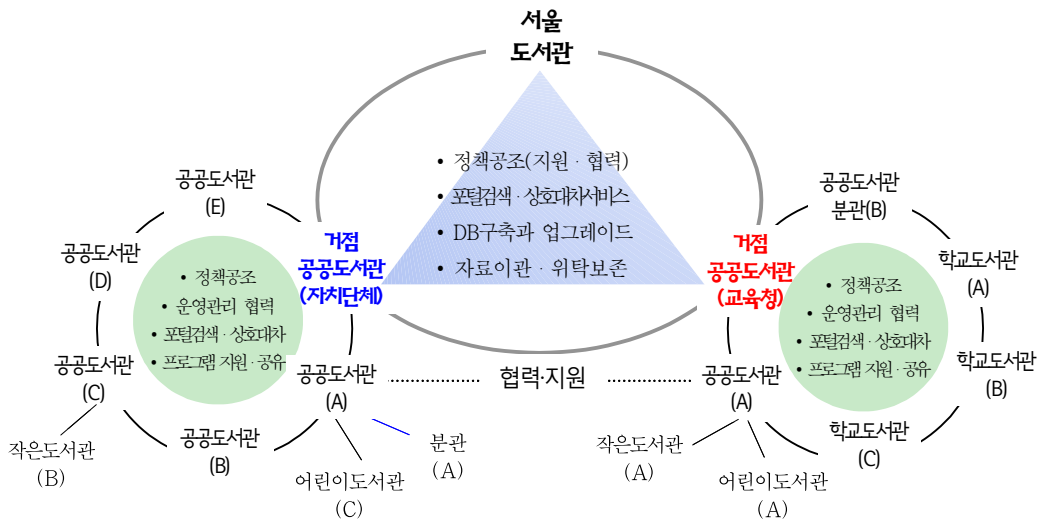 서울
도서관
• 정책공조(지원 · 협력)
• 포털검색 · 상호대차서비스
• DB구축과 업그레이드
• 자료이관 · 위탁보존
거점
공공도서관
(자치단체)
거점
공공도서관
(교육청)
공공도서관
(E)
공공도서관
(D)
공공도서관
(C)
공공도서관
(B)
공공도서관
(A)
• 정책공조
• 운영관리 협력
• 포털검색 · 상호대차
• 프로그램 지원 · 공유
작은도서관
(B)
어린이도서관
(C)
분관
(A)
협력·지원
공공도서관
분관(B)
학교도서관
(A)
학교도서관
(B)
학교도서관
(C)
공공도서관
(A)
• 정책공조
• 운영관리 협력
• 포털검색 · 상호대차
• 프로그램 지원 · 공유
작은도서관
(A)
어린이도서관
(A)